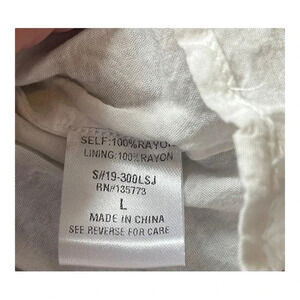 SELF:100%RAYON
LINING:100%RAYON
S#19-300LSJ
RN#135773
L
MADE IN CHINA
SEE REVERSE FOR CARE